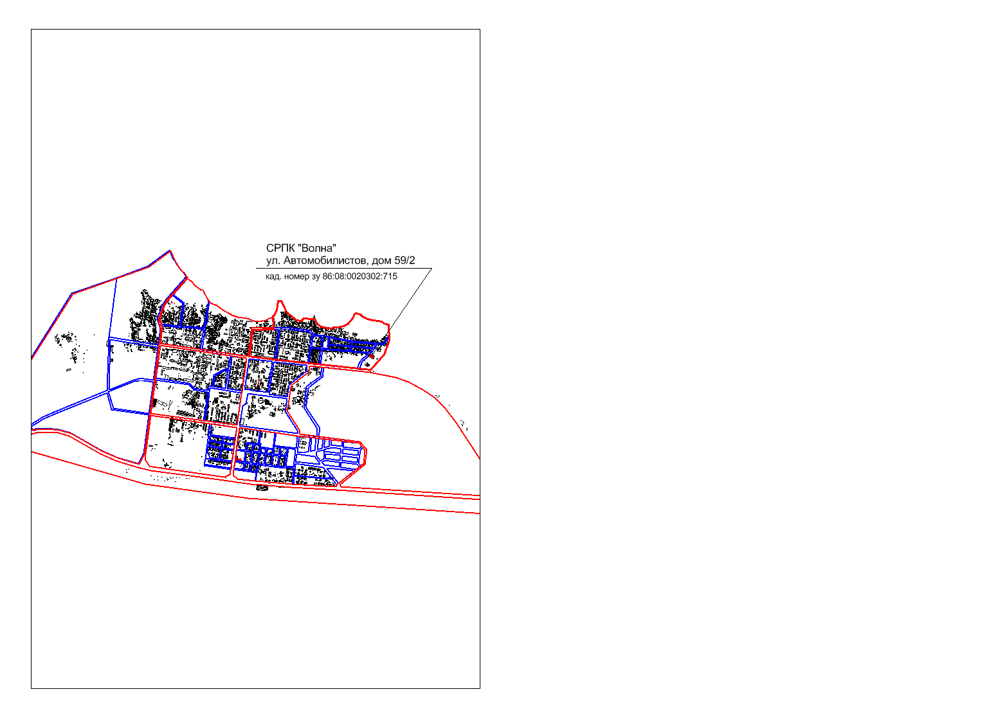 СРПК "Волна"
ул. Автомобилистов, дом 59/2
кад. номер зу 86:08:0020302:715